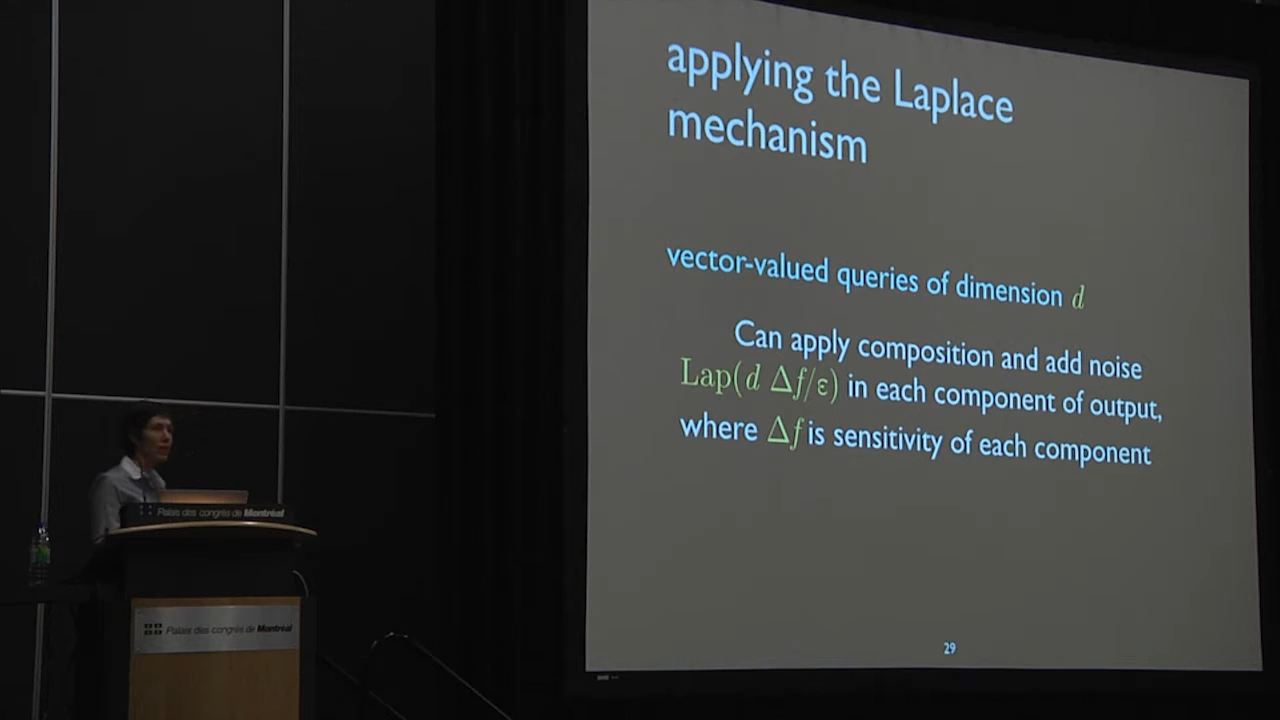 applying the Laplace
mechanism
vector-valued queries of dimension d
Can apply composition and add noise
Lap(d Δf/ε) in each component of output,
where Δf is sensitivity of each component
29
Palais des congrès de Montréal
Palais des congrès de Montréal